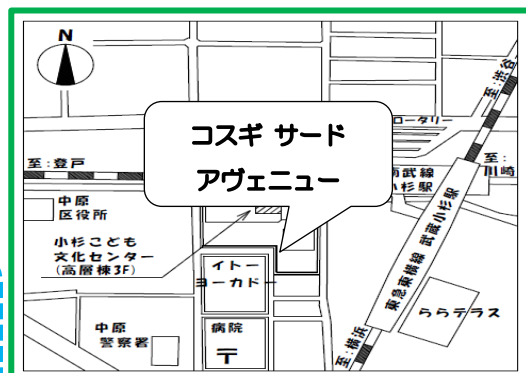 N
コスギ サード
アヴェニュー
至:渋谷
ロータリー
至:登戸
南武線
小杉駅
至:
川崎
中原
区役所
小杉こども
文化センター
(高層棟3F)
イトー
ヨーカドー
東急東横線 武蔵小杉駅
ららテラス
中原
警察署
病院
〒
至:横浜